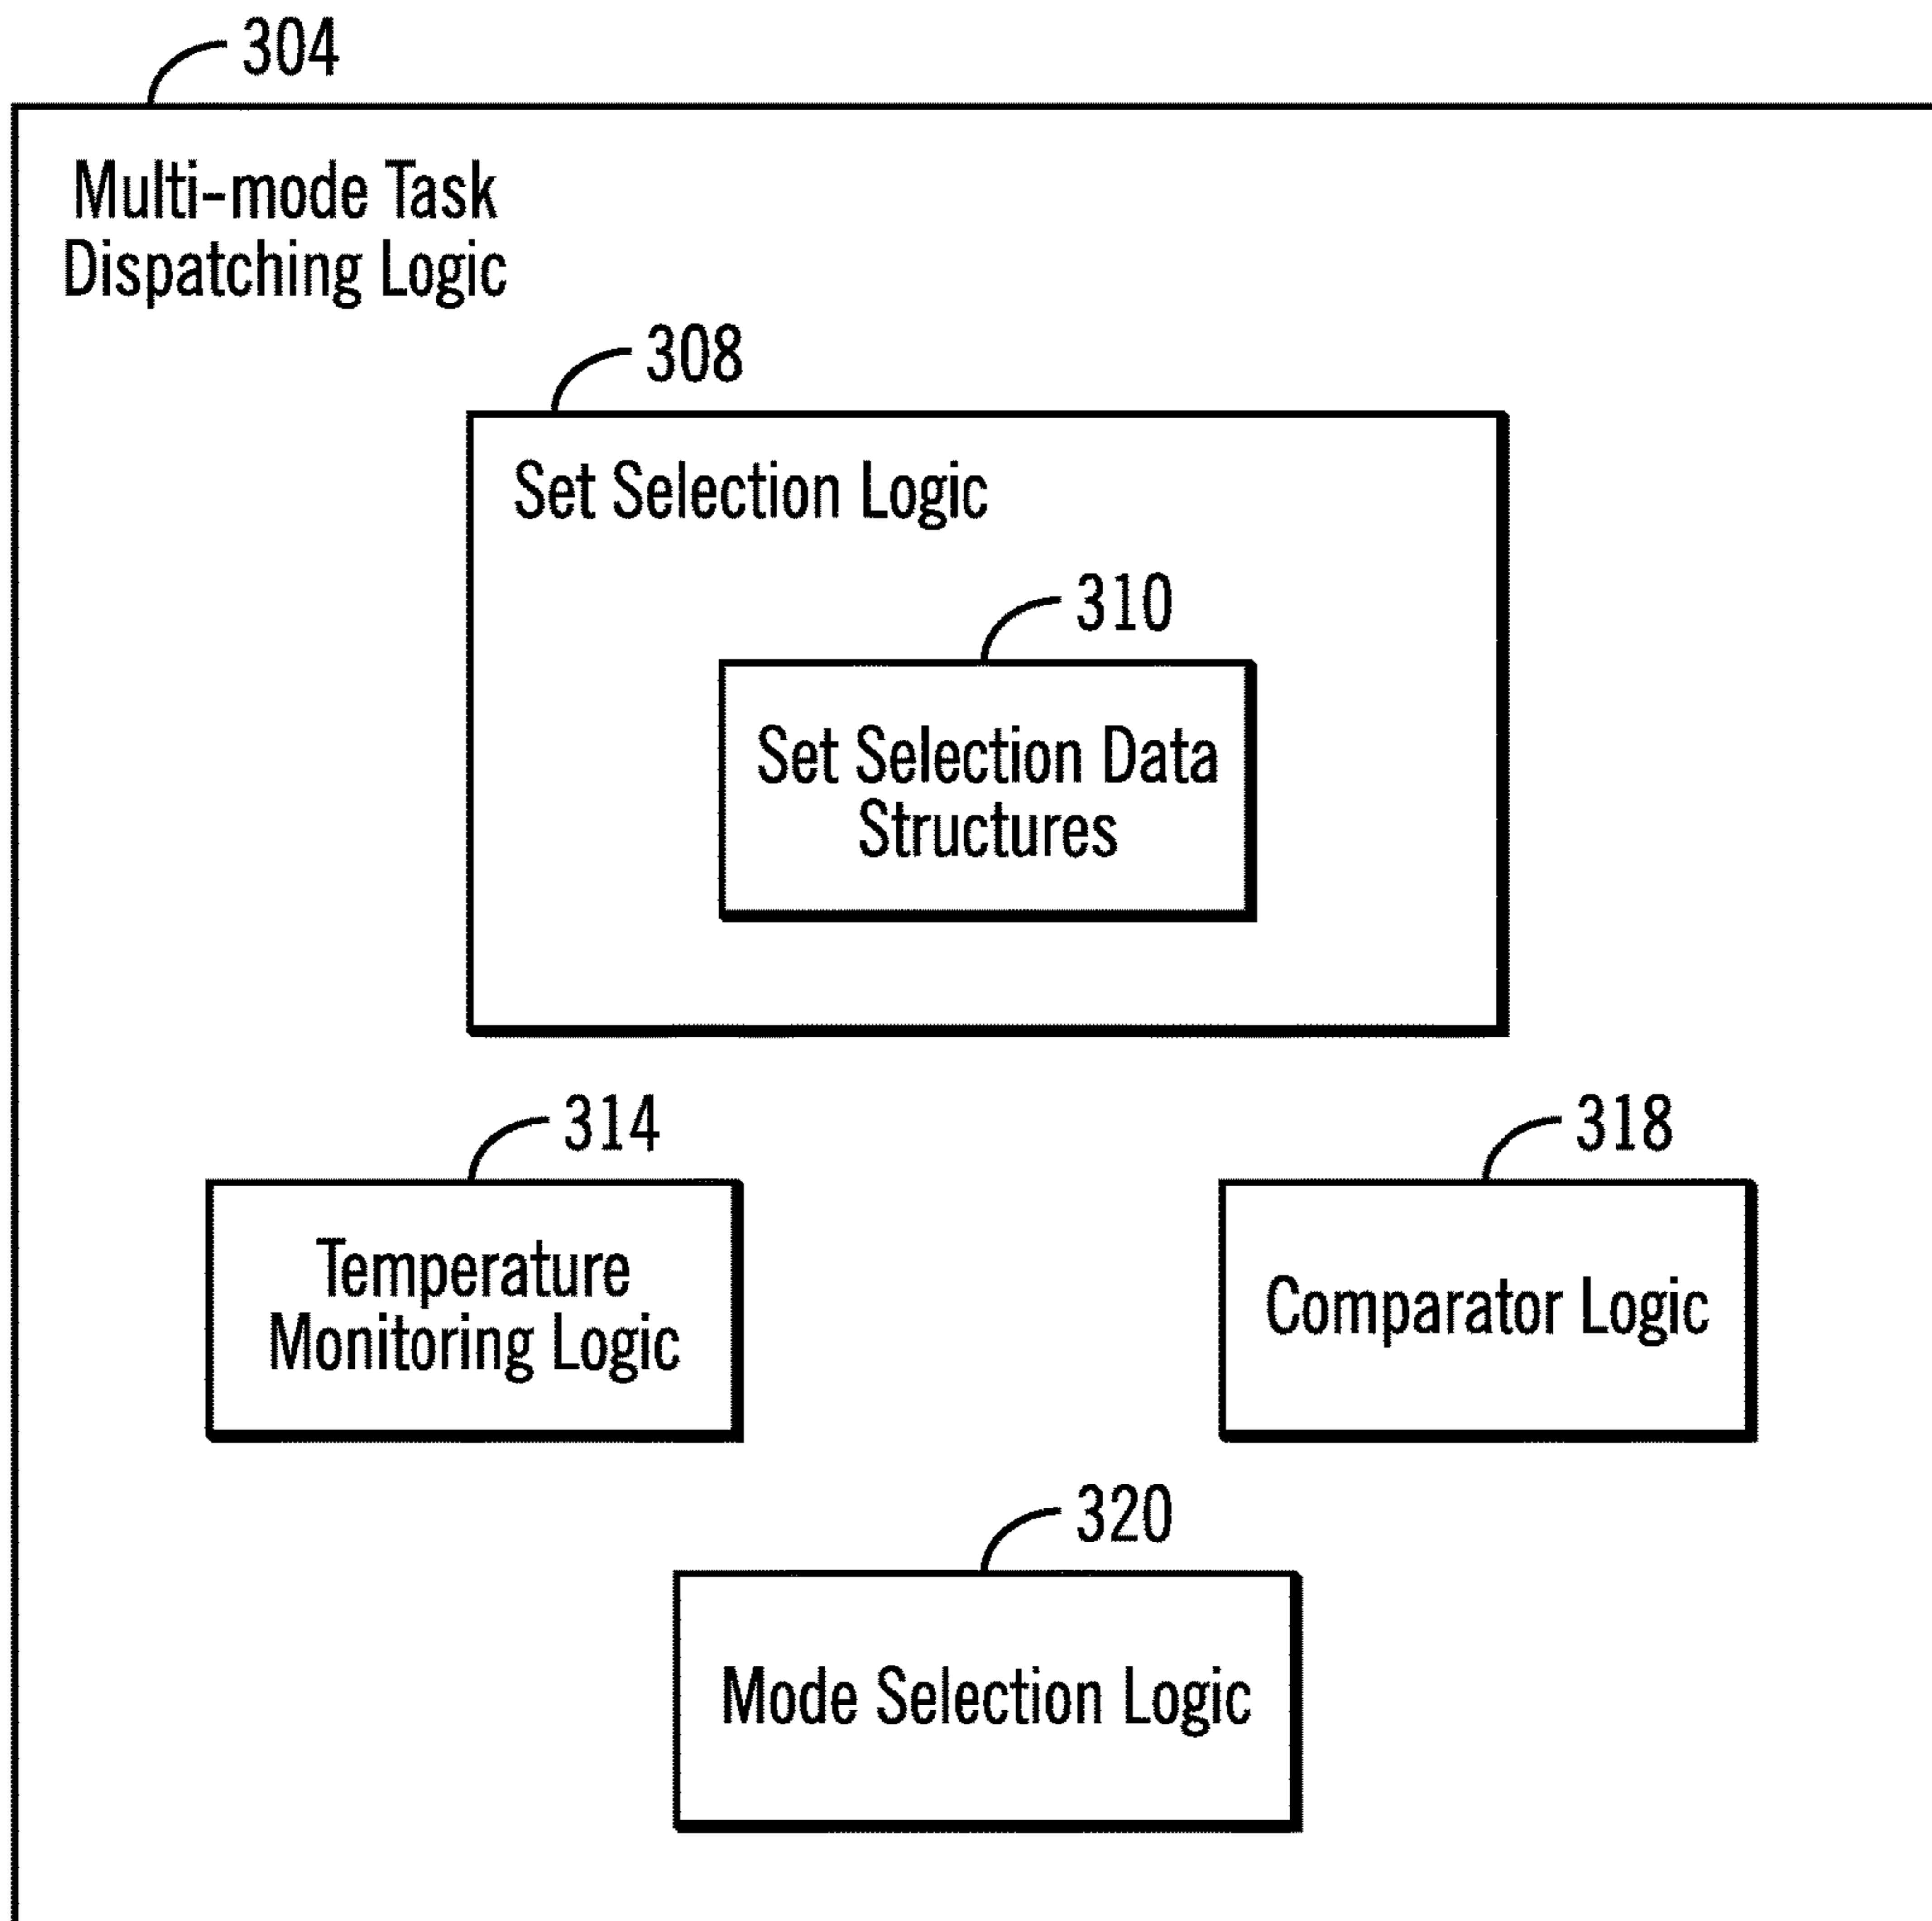 304
Multi-mode Task
Dispatching Logic
308
Set Selection Logic
310
Set Selection Data
Structures
314
Temperature
Monitoring Logic
318
Comparator Logic
320
Mode Selection Logic